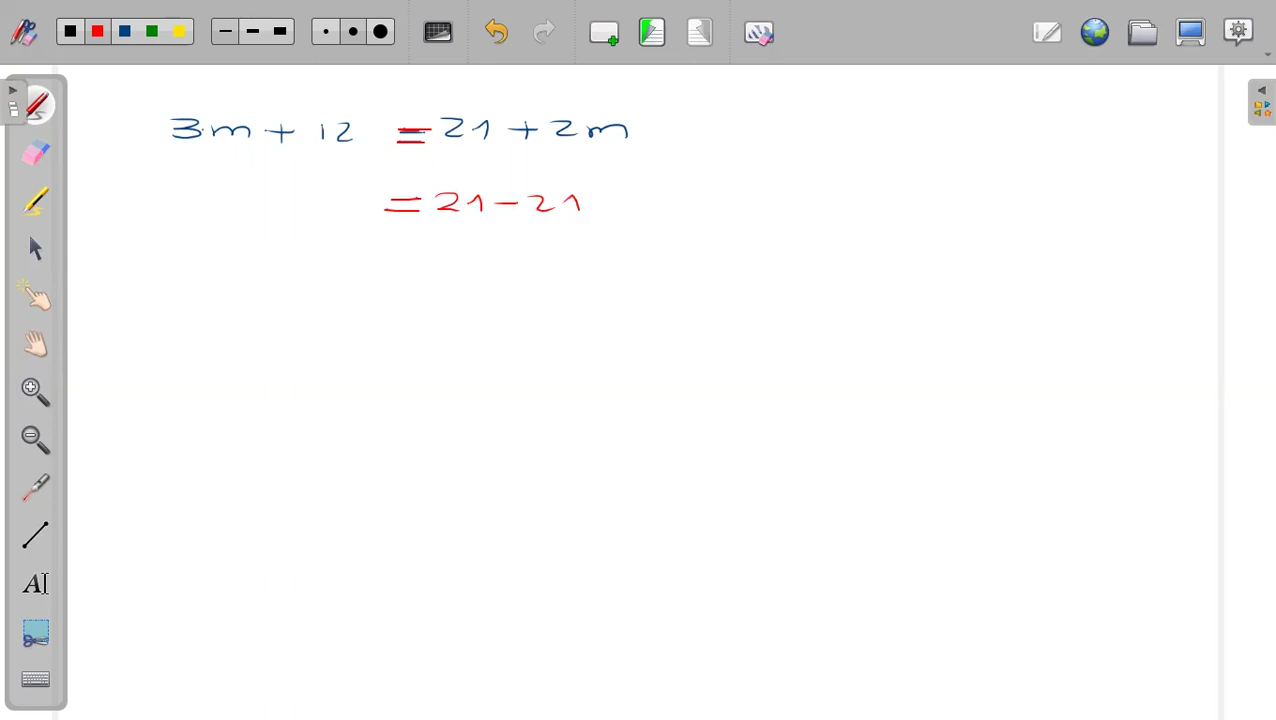 3m + 12 = 21 + 2m
= 21 - 21